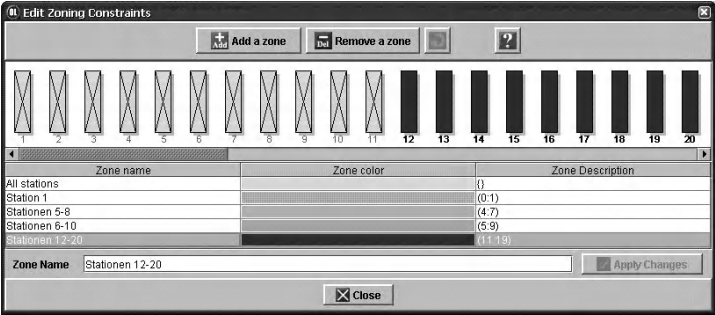 OL Edit Zoning Constraints
Add Add a zone Del Remove a zone ?
1 2 3 4 5 6 7 8 9 10 11 12 13 14 15 16 17 18 19 20
Zone name Zone color Zone Description
All stations {}
Station 1 (0:1)
Stationen 5-8 (4:7)
Stationen 6-10 (5:9)
Stationen 12-20 (11:19)
Zone Name Stationen 12-20 Apply Changes
Close